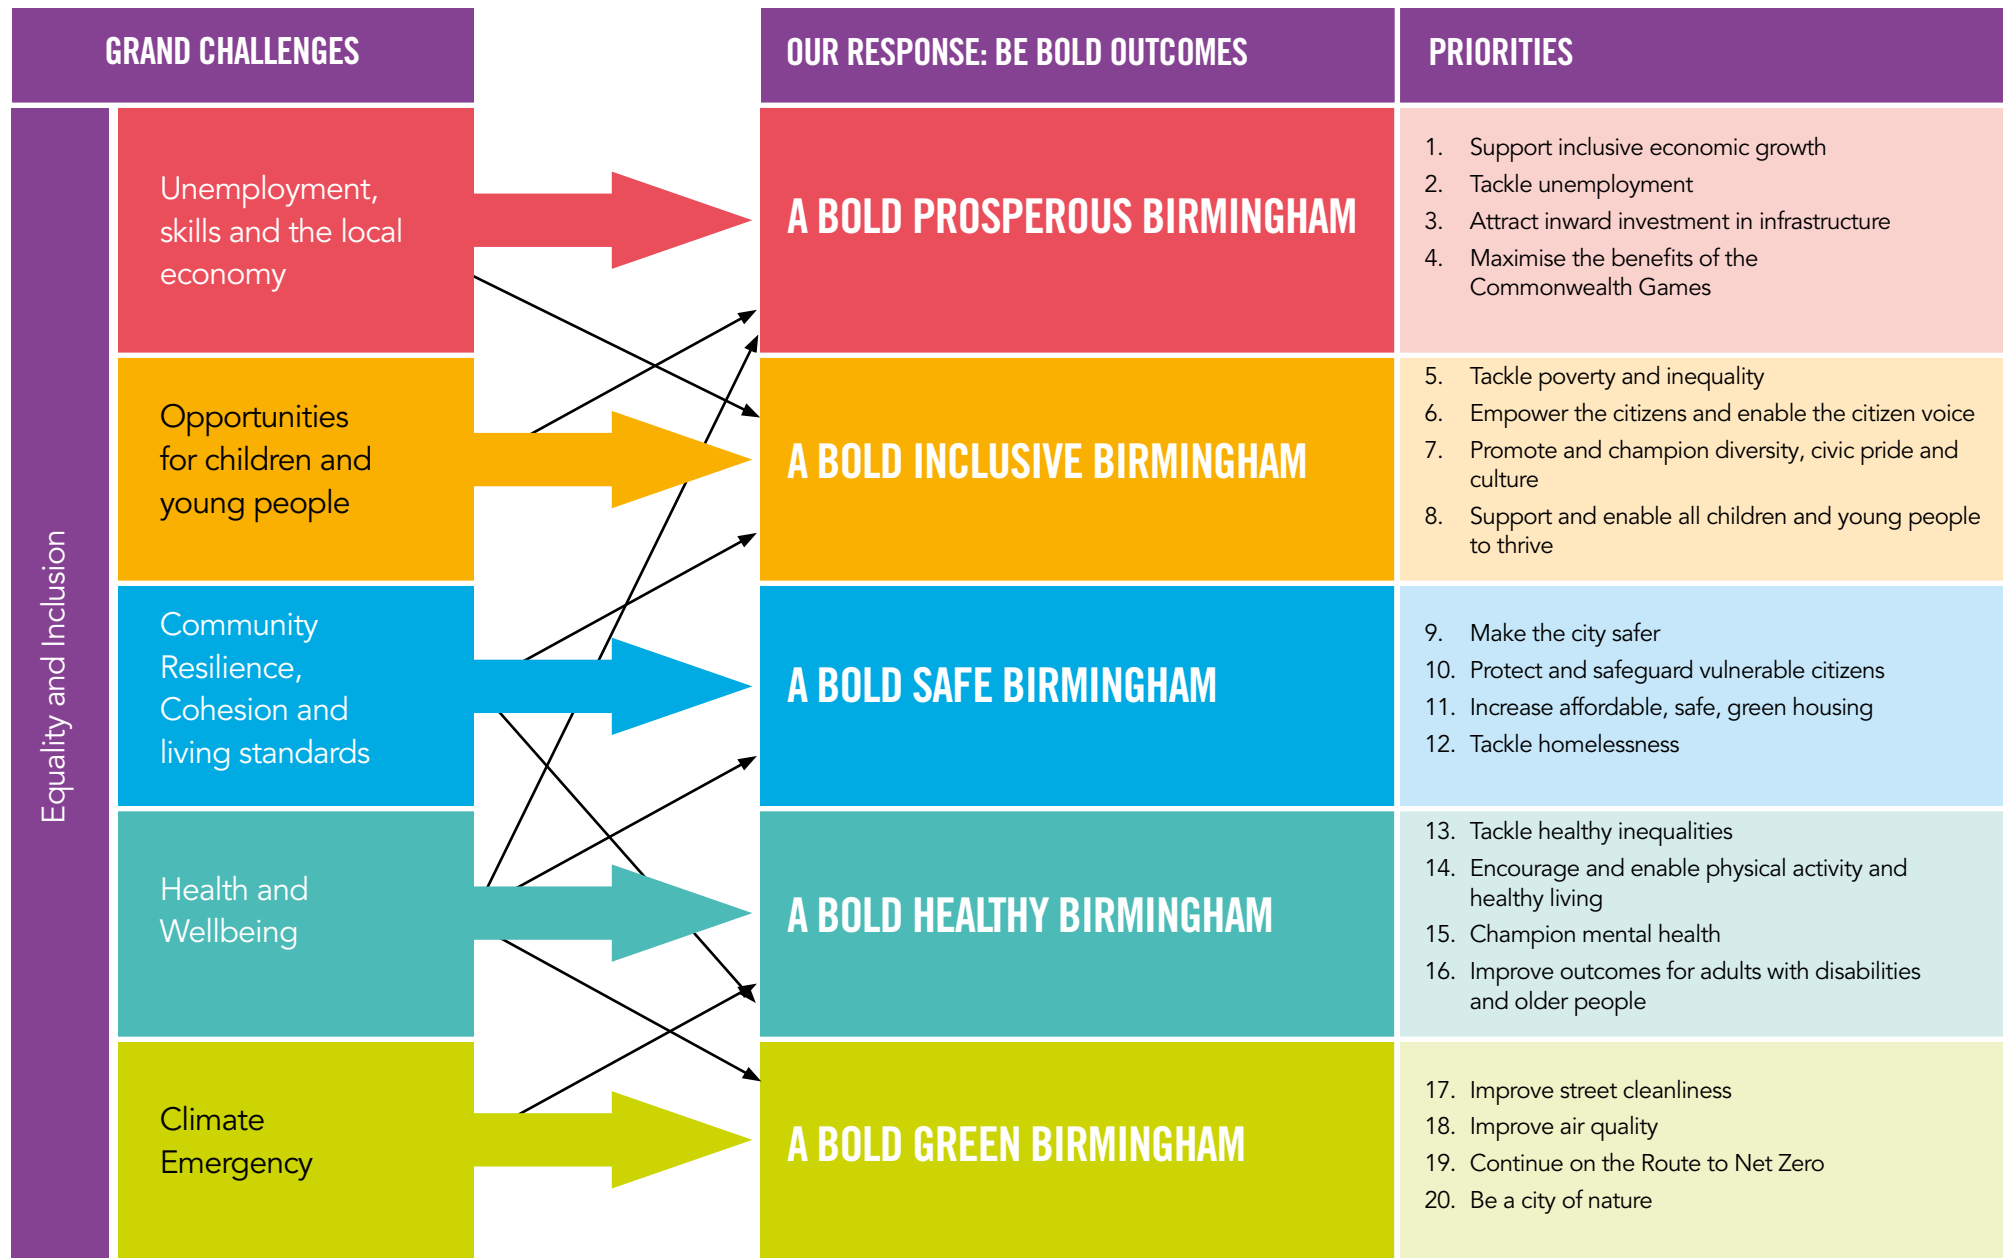 GRAND CHALLENGES
OUR RESPONSE: BE BOLD OUTCOMES
PRIORITIES
Equality and Inclusion
Unemployment,
skills and the local
economy
A BOLD PROSPEROUS BIRMINGHAM
1. Support inclusive economic growth
2. Tackle unemployment
3. Attract inward investment in infrastructure
4. Maximise the benefits of the
Commonwealth Games
Opportunities
for children and
young people
A BOLD INCLUSIVE BIRMINGHAM
5. Tackle poverty and inequality
6. Empower the citizens and enable the citizen voice
7. Promote and champion diversity, civic pride and
culture
8. Support and enable all children and young people
to thrive
Community
Resilience,
Cohesion and
living standards
A BOLD SAFE BIRMINGHAM
9. Make the city safer
10. Protect and safeguard vulnerable citizens
11. Increase affordable, safe, green housing
12. Tackle homelessness
Health and
Wellbeing
A BOLD HEALTHY BIRMINGHAM
13. Tackle healthy inequalities
14. Encourage and enable physical activity and
healthy living
15. Champion mental health
16. Improve outcomes for adults with disabilities
and older people
Climate
Emergency
A BOLD GREEN BIRMINGHAM
17. Improve street cleanliness
18. Improve air quality
19. Continue on the Route to Net Zero
20. Be a city of nature